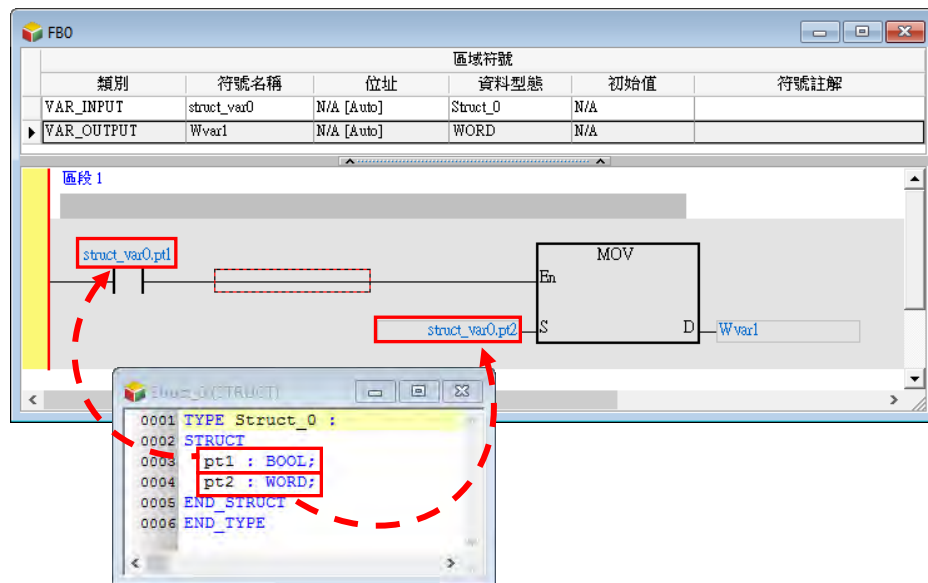 FB0
區域符號
類別 符號名稱 位址 資料型態 初始值 符號註解
VAR_INPUT struct_var0 N/A [Auto] Struct_0 N/A
VAR_OUTPUT Wvar1 N/A [Auto] WORD N/A
區段 1
struct_var0.pt1
MOV
En
struct_var0.pt2 S D Wvar1
Struct_0(STRUCT)
0001 TYPE Struct_0 :
0002 STRUCT
0003 pt1 : BOOL;
0004 pt2 : WORD;
0005 END_STRUCT
0006 END_TYPE